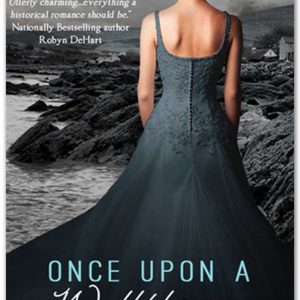 Utterly charming...everything a
historical romance should be."
Nationally Bestselling author
Robyn DeHart
ONCE UPON A